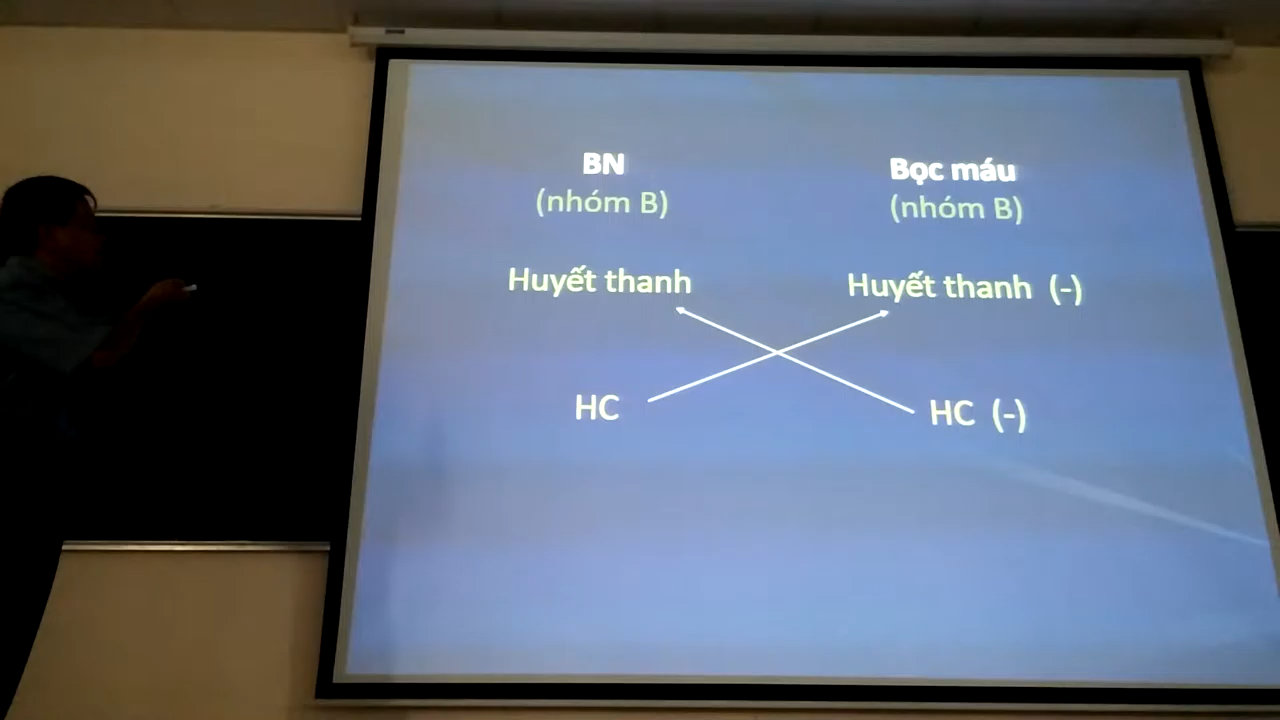 BN
(nhóm B)
Bọc máu
(nhóm B)
Huyết thanh
Huyết thanh (-)
HC
HC (-)